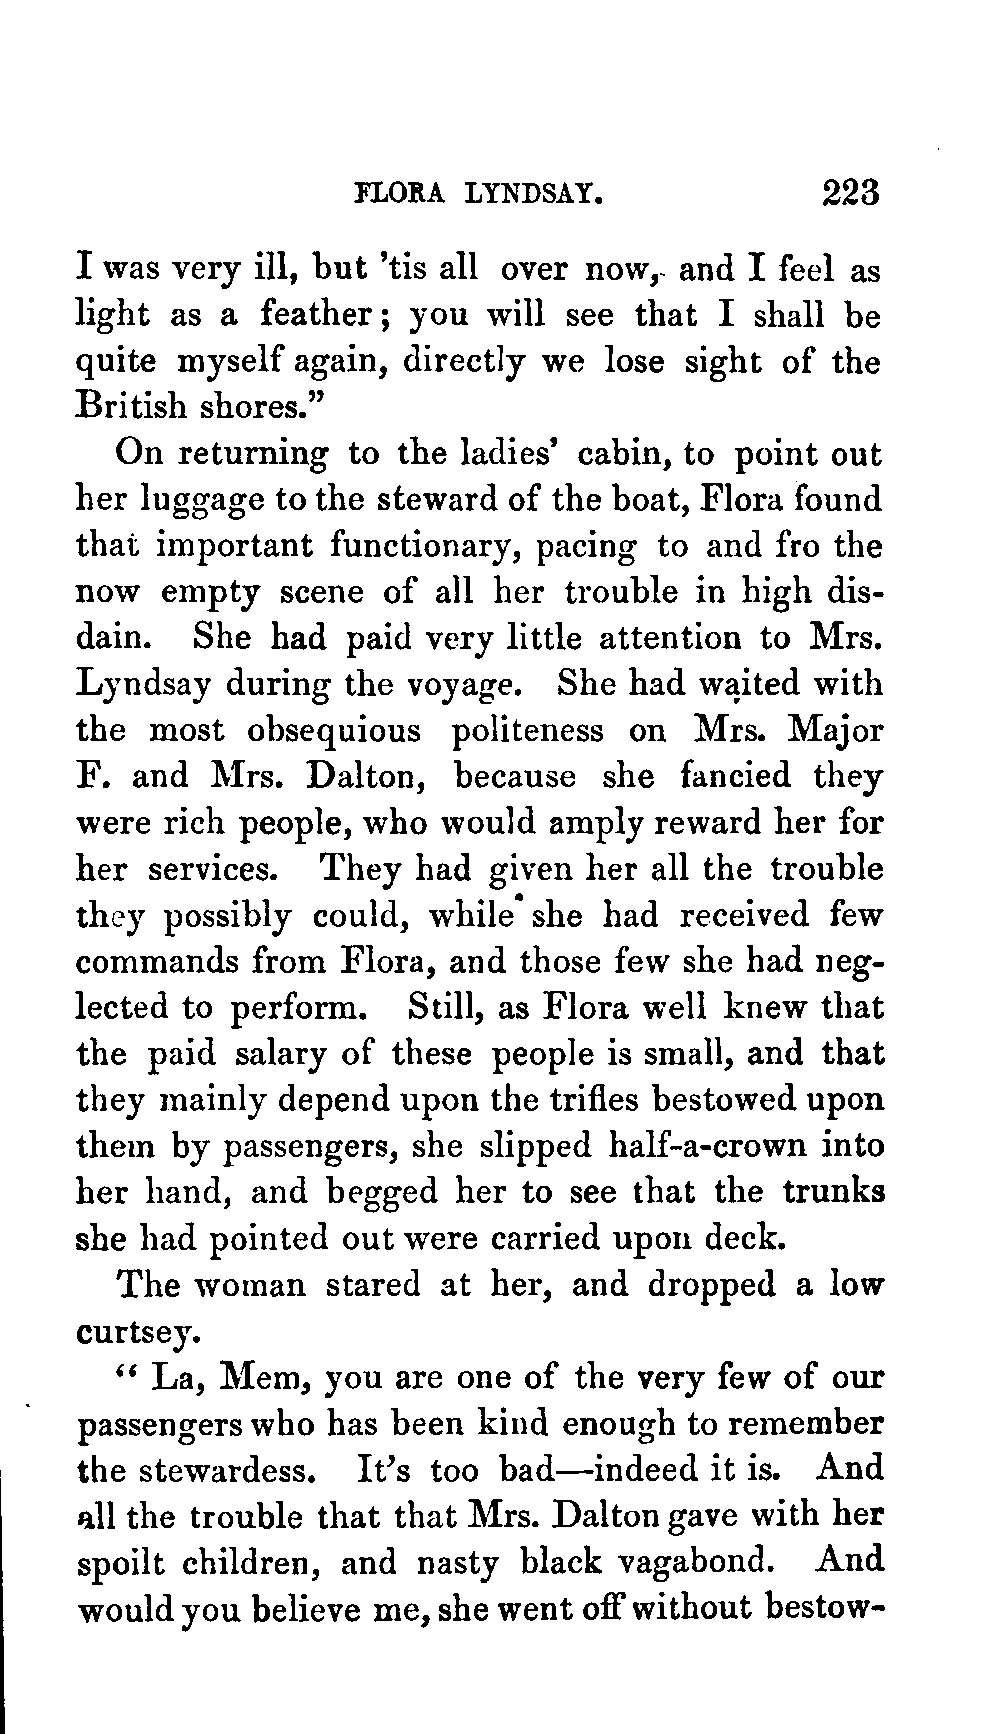 FLORA LYNDSAY. 223
I was very ill, but 'tis all over now, and I feel as
light as a feather; you will see that I shall be
quite myself again, directly we lose sight of the
British shores."
On returning to the ladies' cabin, to point out
her luggage to the steward of the boat, Flora found
that important functionary, pacing to and fro the
now empty scene of all her trouble in high dis-
dain. She had paid very little attention to Mrs.
Lyndsay during the voyage. She had waited with
the most obsequious politeness on Mrs. Major
F. and Mrs. Dalton, because she fancied they
were rich people, who would amply reward her for
her services. They had given her all the trouble
they possibly could, while she had received few
commands from Flora, and those few she had neg-
lected to perform. Still, as Flora well knew that
the paid salary of these people is small, and that
they mainly depend upon the trifles bestowed upon
them by passengers, she slipped half-a-crown into
her hand, and begged her to see that the trunks
she had pointed out were carried upon deck.
The woman stared at her, and dropped a low
curtsey.
"La, Mem, you are one of the very few of our
passengers who has been kind enough to remember
the stewardess. It's too bad—indeed it is. And
all the trouble that that Mrs. Dalton gave with her
spoilt children, and nasty black vagabond. And
would you believe me, she went off without bestow-